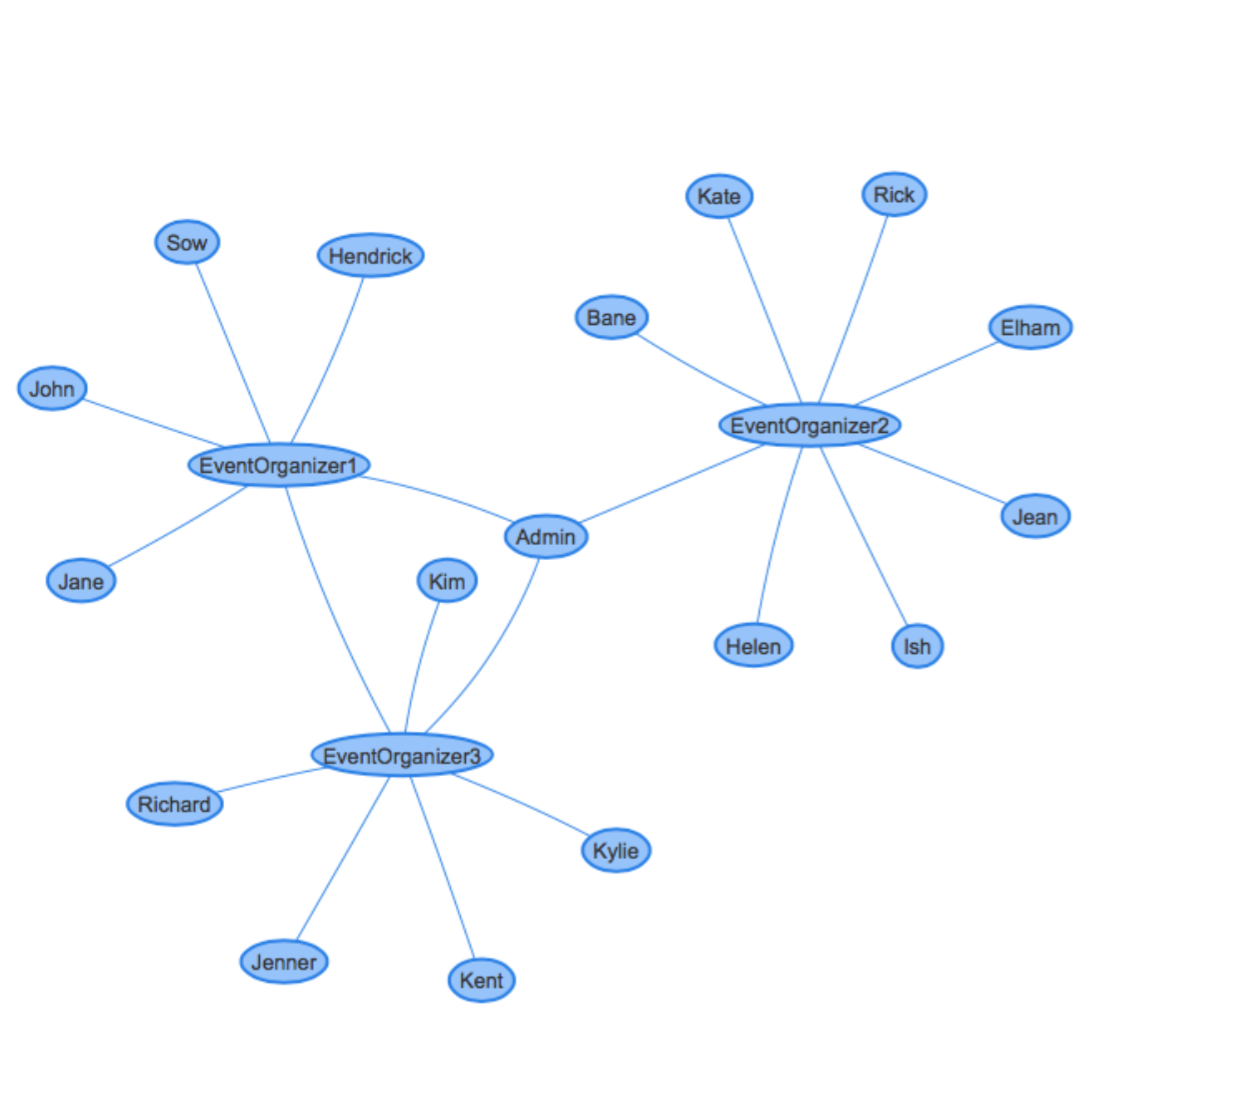 Kate
Rick
Sow
Hendrick
Bane
Elham
John
EventOrganizer2
EventOrganizer1
Jean
Admin
Kim
Jane
Helen
Ish
EventOrganizer3
Richard
Kylie
Jenner
Kent